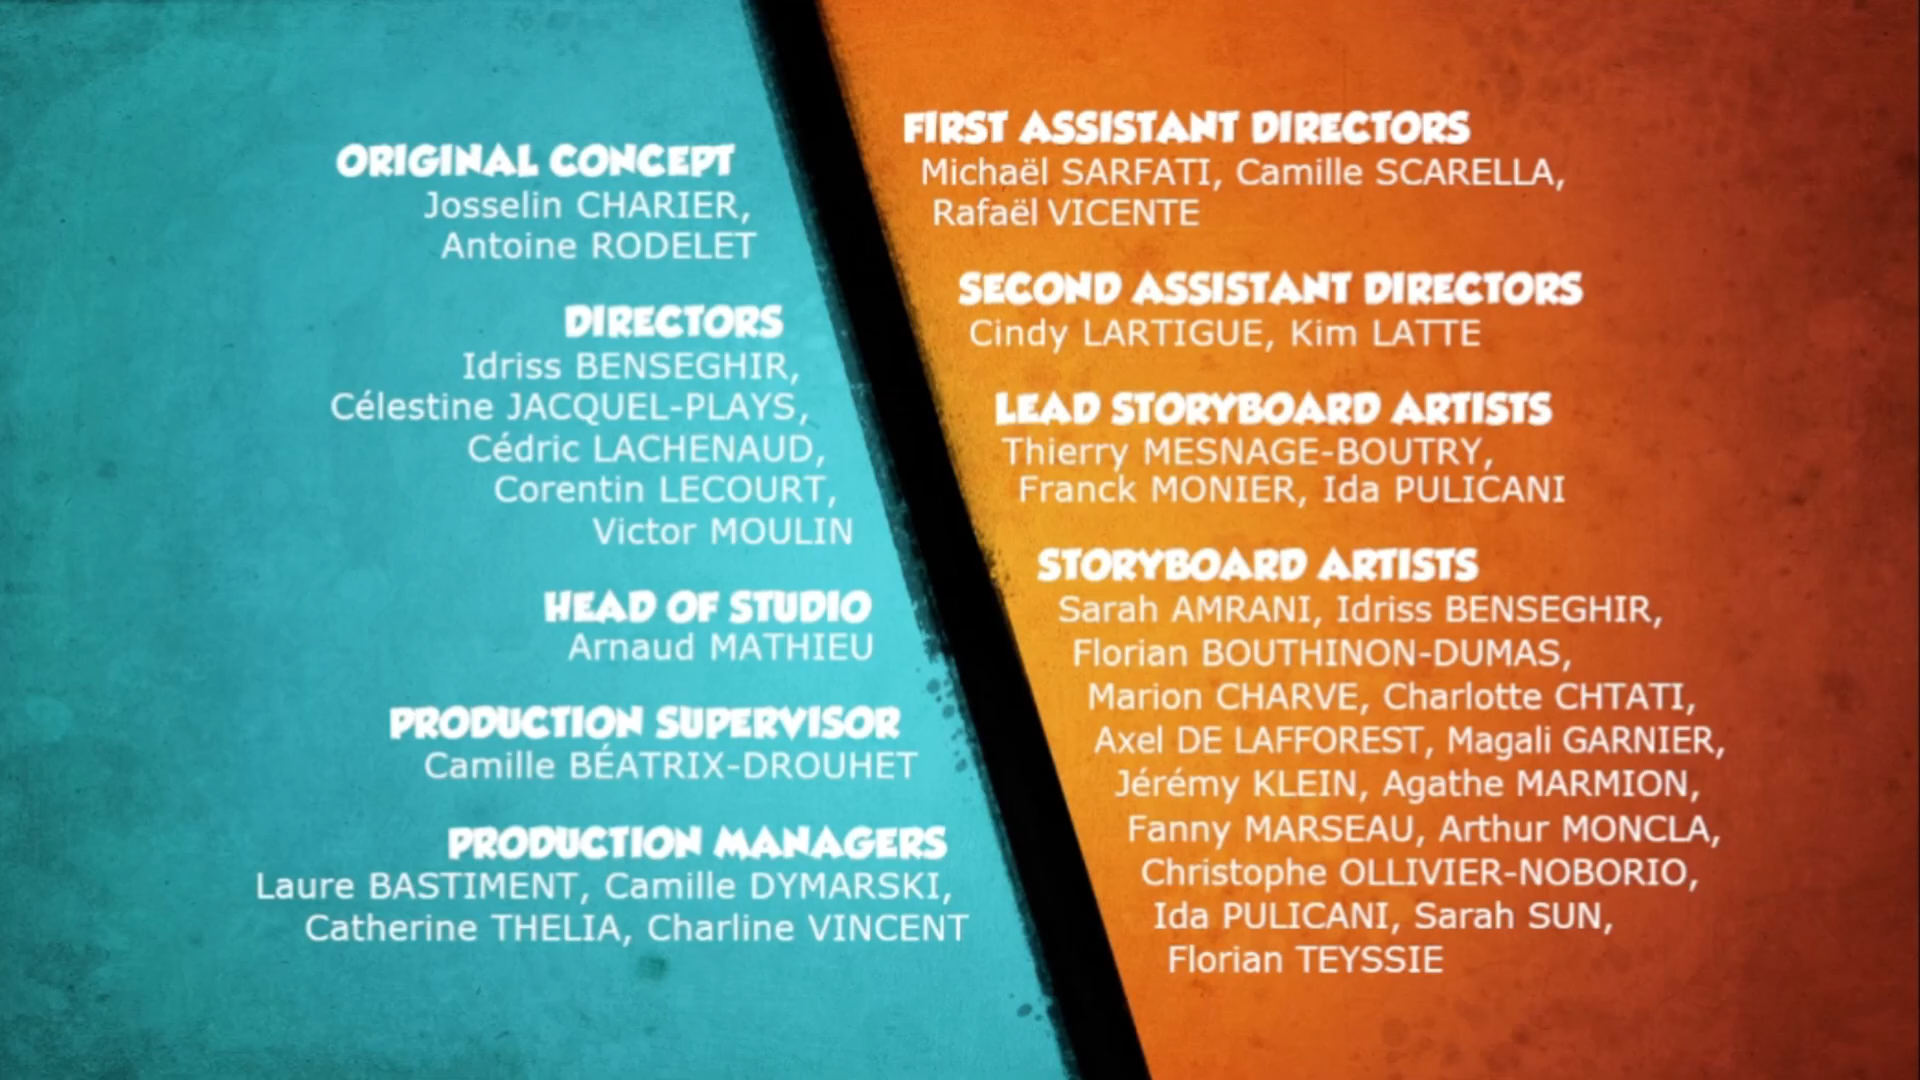 ORIGINAL CONCEPT
Josselin CHARIER,
Antoine RODELET
DIRECTORS
Idriss BENSEGHIR,
Célestine JACQUEL-PLAYS,
Cédric LACHENAUD,
Corentin LECOURT,
Victor MOULIN
HEAD OF STUDIO
Arnaud MATHIEU
PRODUCTION SUPERVISOR
Camille BÉATRIX-DROUHET
PRODUCTION MANAGERS
Laure BASTIMENT, Camille DYMARSKI,
Catherine THELIA, Charline VINCENT
FIRST ASSISTANT DIRECTORS
Michaël SARFATI, Camille SCARELLA,
Rafaël VICENTE
SECOND ASSISTANT DIRECTORS
Cindy LARTIGUE, Kim LATTE
LEAD STORYBOARD ARTISTS
Thierry MESNAGE-BOUTRY,
Franck MONIER, Ida PULICANI
STORYBOARD ARTISTS
Sarah AMRANI, Idriss BENSEGHIR,
Florian BOUTHINON-DUMAS,
Marion CHARVE, Charlotte CHTATI,
Axel DE LAFFOREST, Magali GARNIER,
Jérémy KLEIN, Agathe MARMION,
Fanny MARSEAU, Arthur MONCLA,
Christophe OLLIVIER-NOBORIO,
Ida PULICANI, Sarah SUN,
Florian TEYSSIE